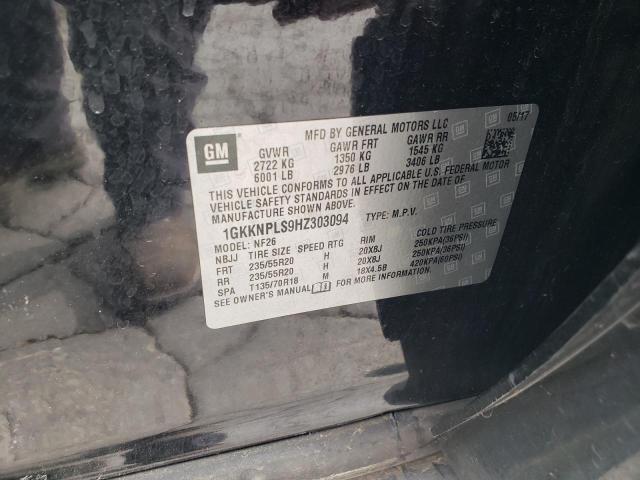 GM
MFD BY GENERAL MOTORS LLC
05/17
GVWR GAWR FRT GAWR RR
2722 KG 1350 KG 1545 KG
6001 LB 2976 LB 3406 LB
THIS VEHICLE CONFORMS TO ALL APPLICABLE U.S. FEDERAL MOTOR
VEHICLE SAFETY STANDARDS IN EFFECT ON THE DATE OF
MANUFACTURE SHOWN ABOVE.
1GKKNPLS9HZ303094 TYPE: M.P.V.
MODEL: NF26
NBJJ TIRE SIZE SPEED RTG RIM COLD TIRE PRESSURE
FRT 235/55R20 H 20X8J 250KPA(36PSI)
RR 235/55R20 H 20X8J 250KPA(36PSI)
SPA T135/70R18 M 18X4.5B 420KPA(60PSI)
SEE OWNER'S MANUAL FOR MORE INFORMATION.